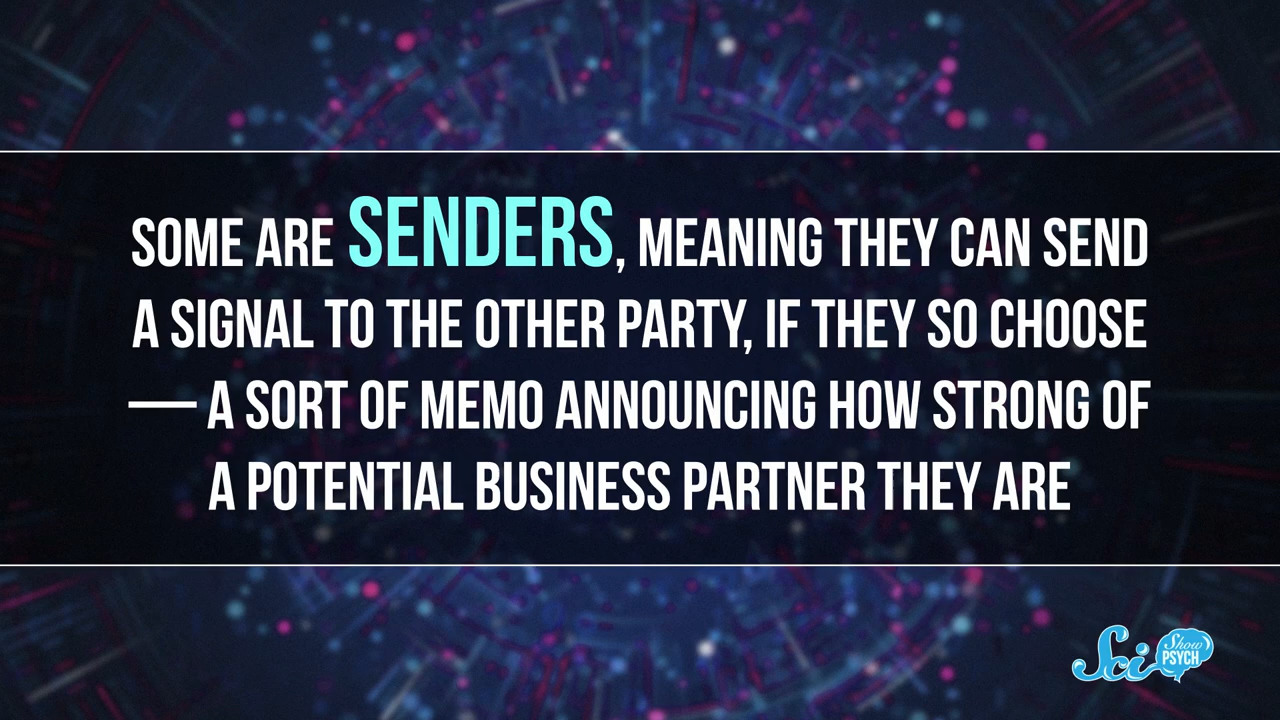 SOME ARE SENDERS, MEANING THEY CAN SEND
A SIGNAL TO THE OTHER PARTY, IF THEY SO CHOOSE
— A SORT OF MEMO ANNOUNCING HOW STRONG OF
A POTENTIAL BUSINESS PARTNER THEY ARE
Sci Show
PSYCH